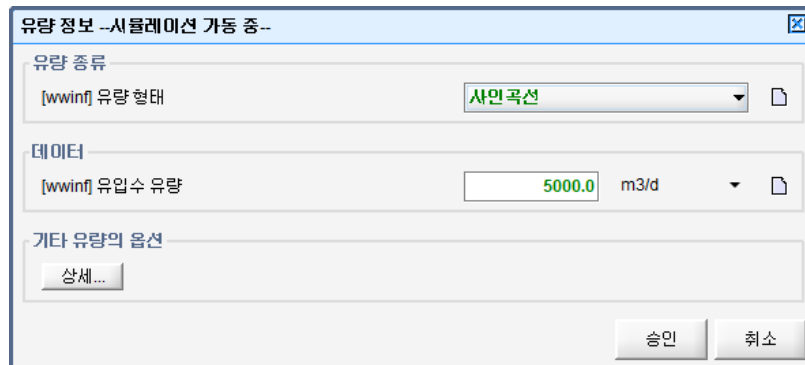 유량 정보 --시뮬레이션 가동 중--
유량 종류
[wwinf] 유량 형태 사인곡선
데이터
[wwinf] 유입수 유량 5000.0 m3/d
기타 유량의 옵션
상세...
승인 취소